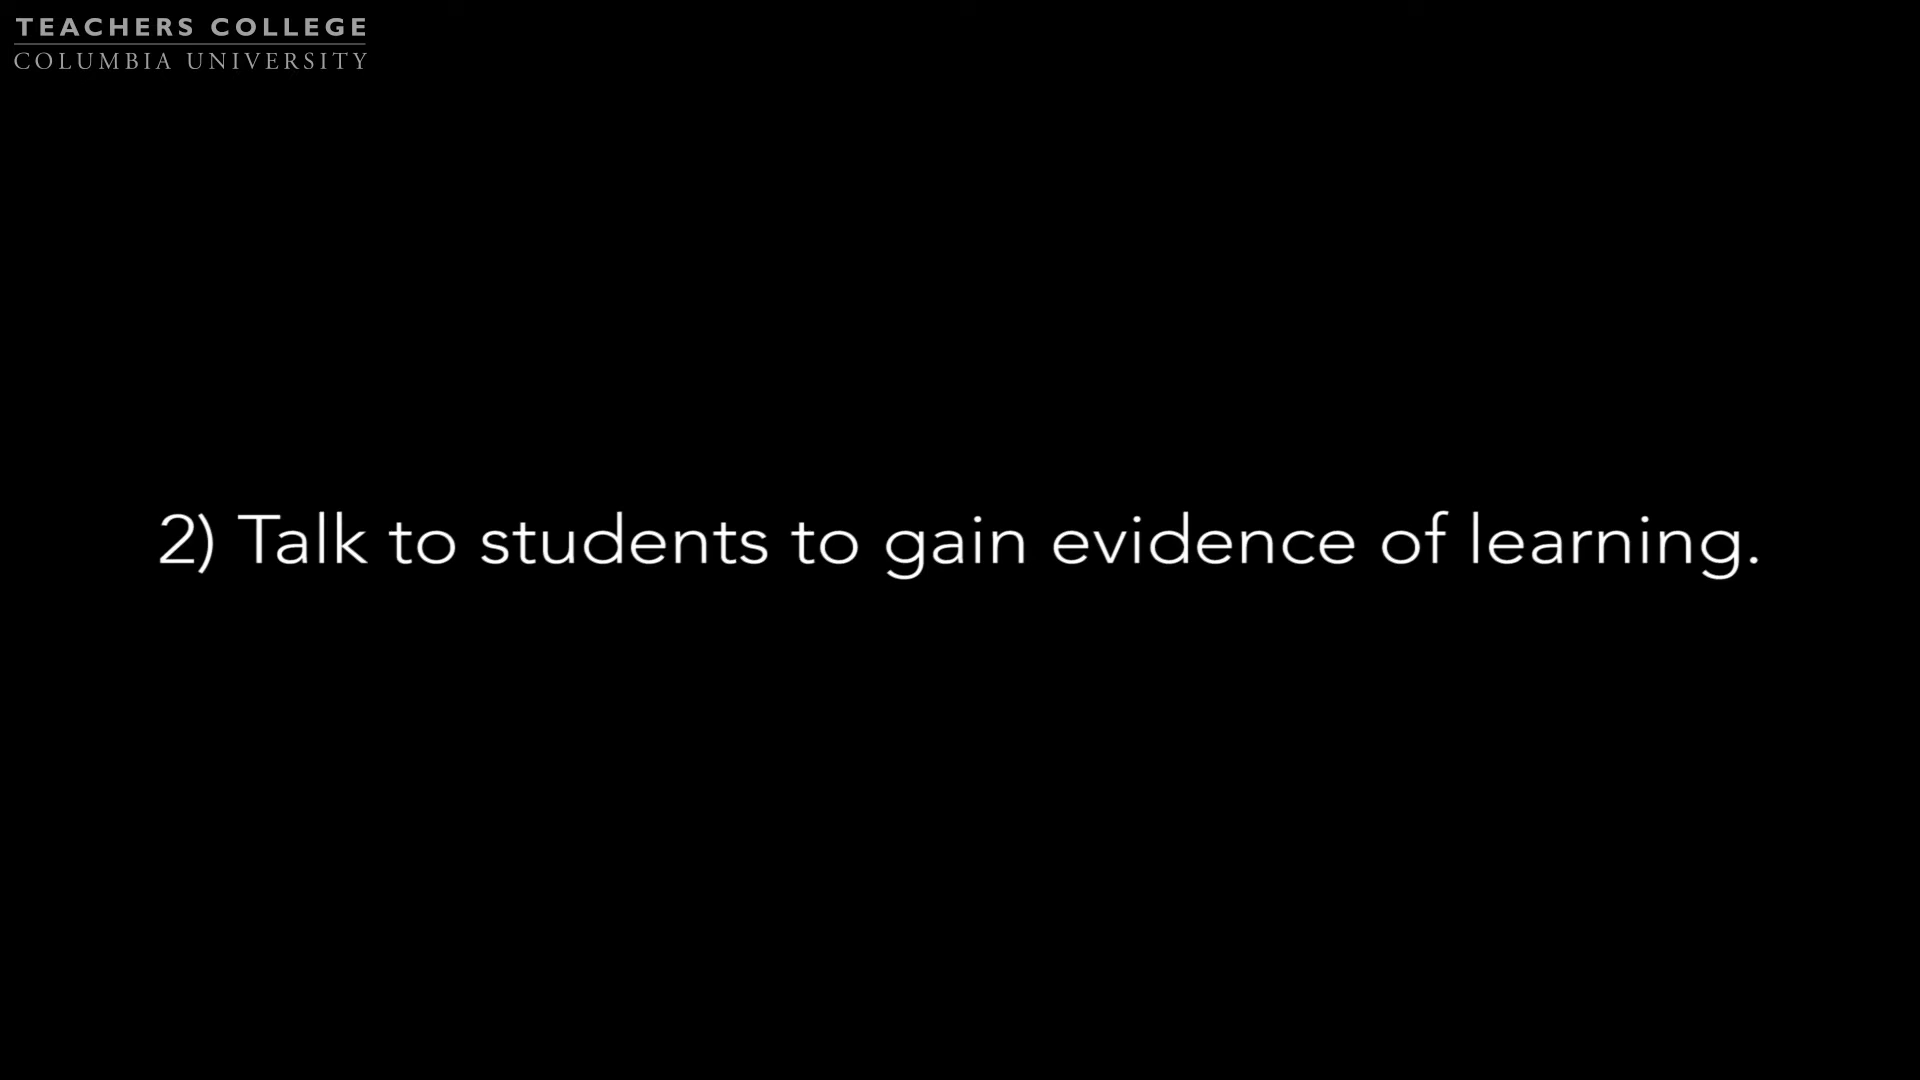 TEACHERS COLLEGE
COLUMBIA UNIVERSITY
2) Talk to students to gain evidence of learning.